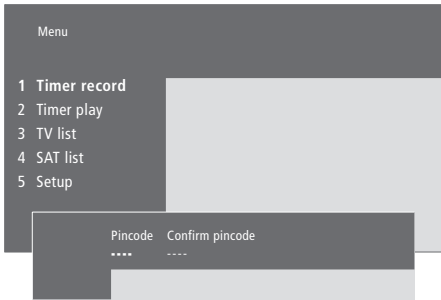 Menu
1 Timer record
2 Timer play
3 TV list
4 SAT list
5 Setup
Pincode Confirm pincode
---- ----